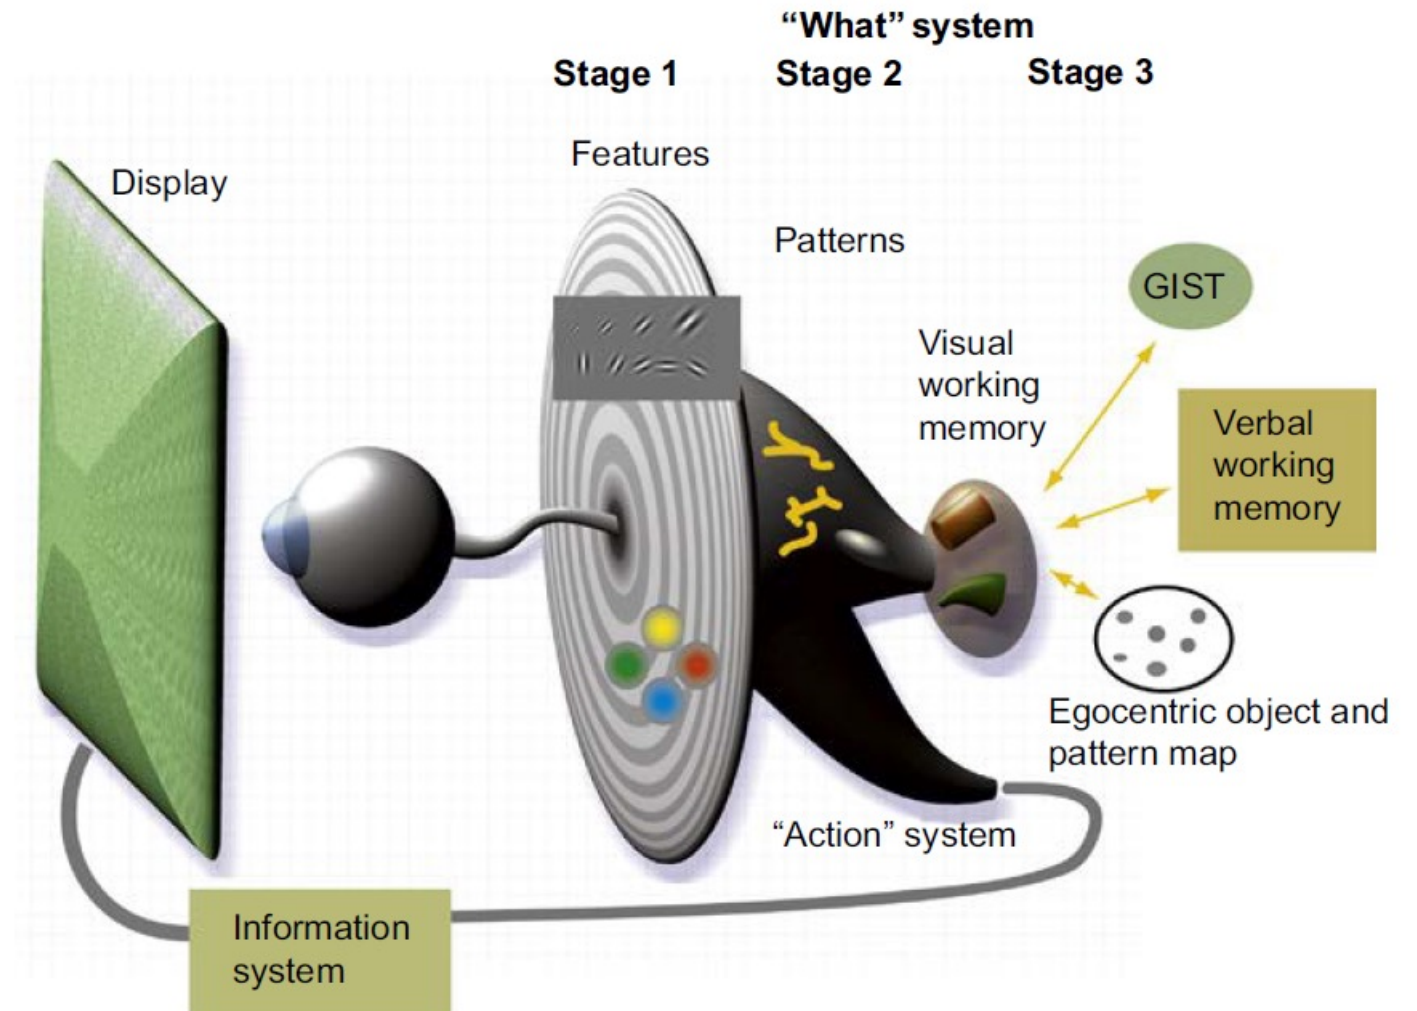 “What” system
Stage 1
Stage 2
Stage 3
Features
Display
Patterns
GIST
Visual
working
memory
Verbal
working
memory
Egocentric object and
pattern map
“Action” system
Information
system